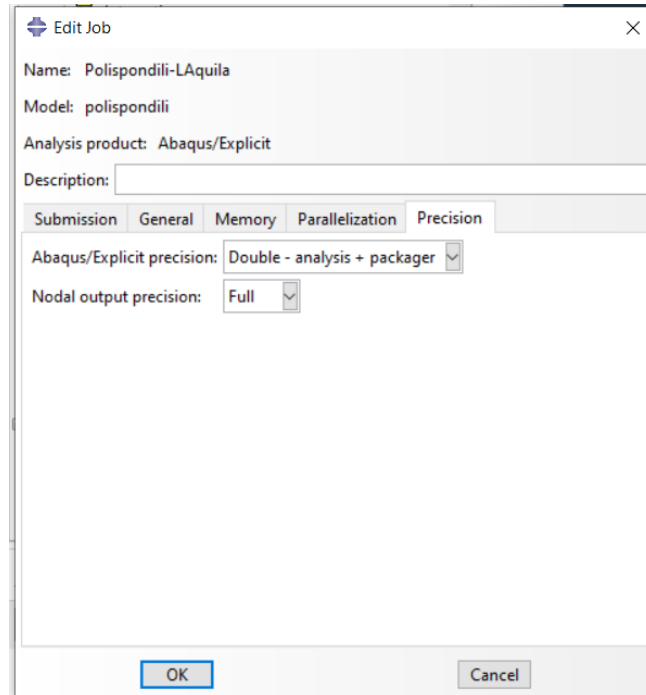 Edit Job
Name: Polispondili-LAquila
Model: polispondili
Analysis product: Abaqus/Explicit
Description:
Submission General Memory Parallelization Precision
Abaqus/Explicit precision: Double - analysis + packager
Nodal output precision: Full
OK Cancel